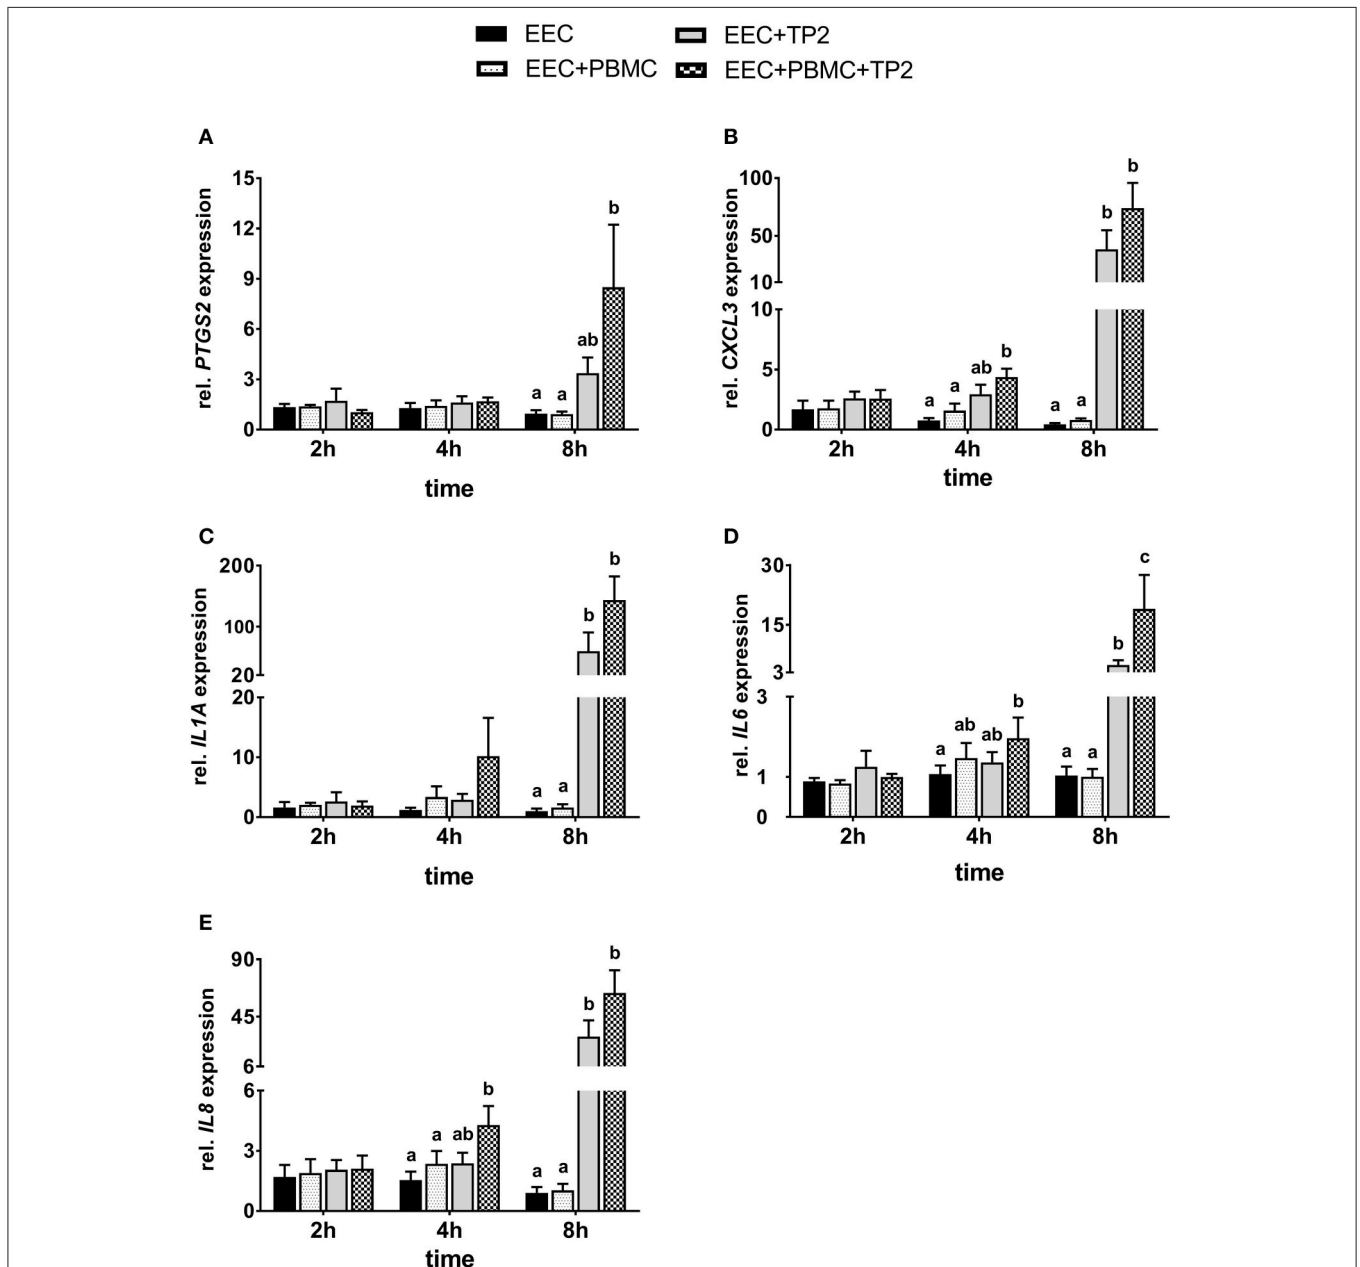 EEC EEC+TP2
EEC+PBMC EEC+PBMC+TP2
A
rel. PTGS2 expression
15
12
9
6
3
0
a a ab b
2h 4h 8h
time
B
rel. CXCL3 expression
100
50
10
10
5
0
a a ab b a a b b
2h 4h 8h
time
C
rel. IL1A expression
200
100
20
20
10
0
a a b b
2h 4h 8h
time
D
rel. IL6 expression
30
15
3
3
1
0
a ab ab b a a b c
2h 4h 8h
time
E
rel. IL8 expression
90
45
6
6
3
0
a a ab b a a b b
2h 4h 8h
time